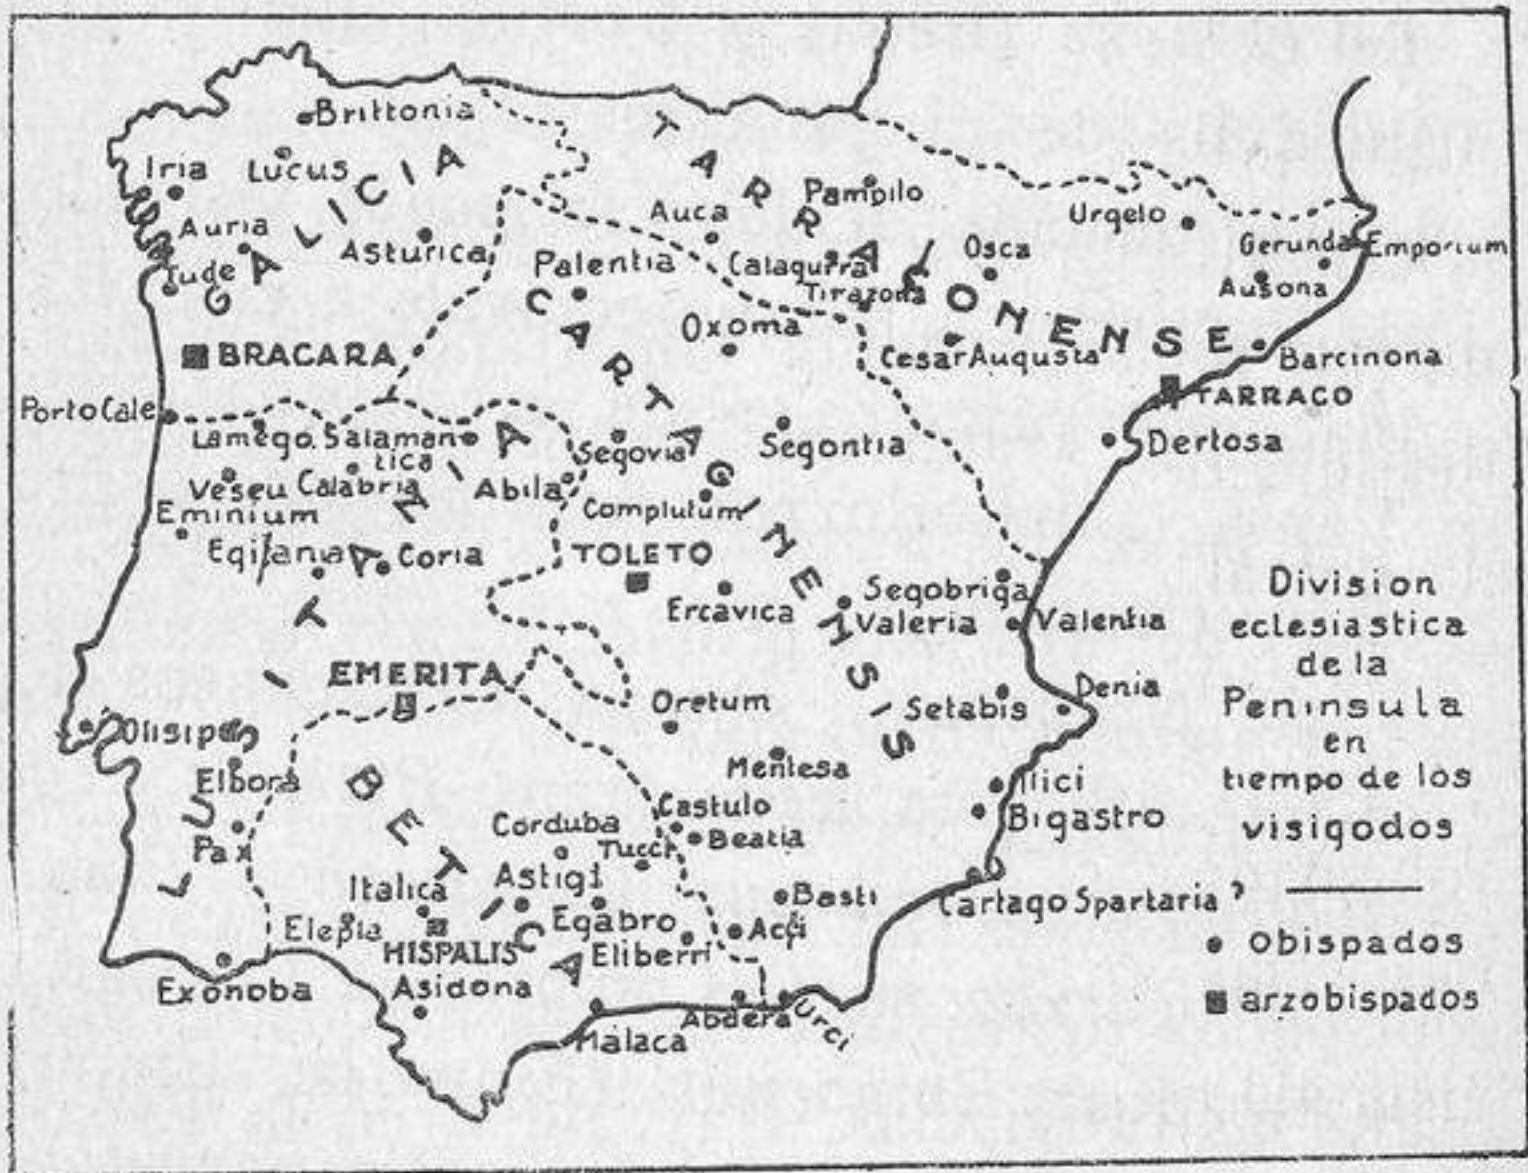 Brittonia
Iria
Lucus
GALICIA
Auria
Asturica
Tude
BRACARA
Porto Cale
TARRACONENSE
Pampilo
Auca
Calagurra
Tirazona
Osca
Urgelo
Gerunda
Emporium
Ausona
Cesar Augusta
Barcinona
TARRACO
Dertosa
Palentia
CARTAGINENSIS
Oxoma
Segovia
Segontia
Complutum
TOLETO
Ercavica
Segobriga
Valeria
Valentia
Denia
Setabis
Oretum
Mentesa
Ilici
Bigastro
Castulo
Beatia
Basti
Acci
Urci
Cartago Spartaria ?
Lamego
Salaman
tica
Veseu
Calabria
Abila
Eminium
Egitania
Coria
LUSITANIA
EMERITA
Olisipo
Elbora
Pax
Exonoba
BETICA
Corduba
Tucci
Italica
Astigi
Elepla
HISPALIS
Egabro
Eliberri
Asidona
Malaca
Abdera
Division
eclesiastica
de la
Peninsula
en
tiempo de los
visigodos
obispados
arzobispados